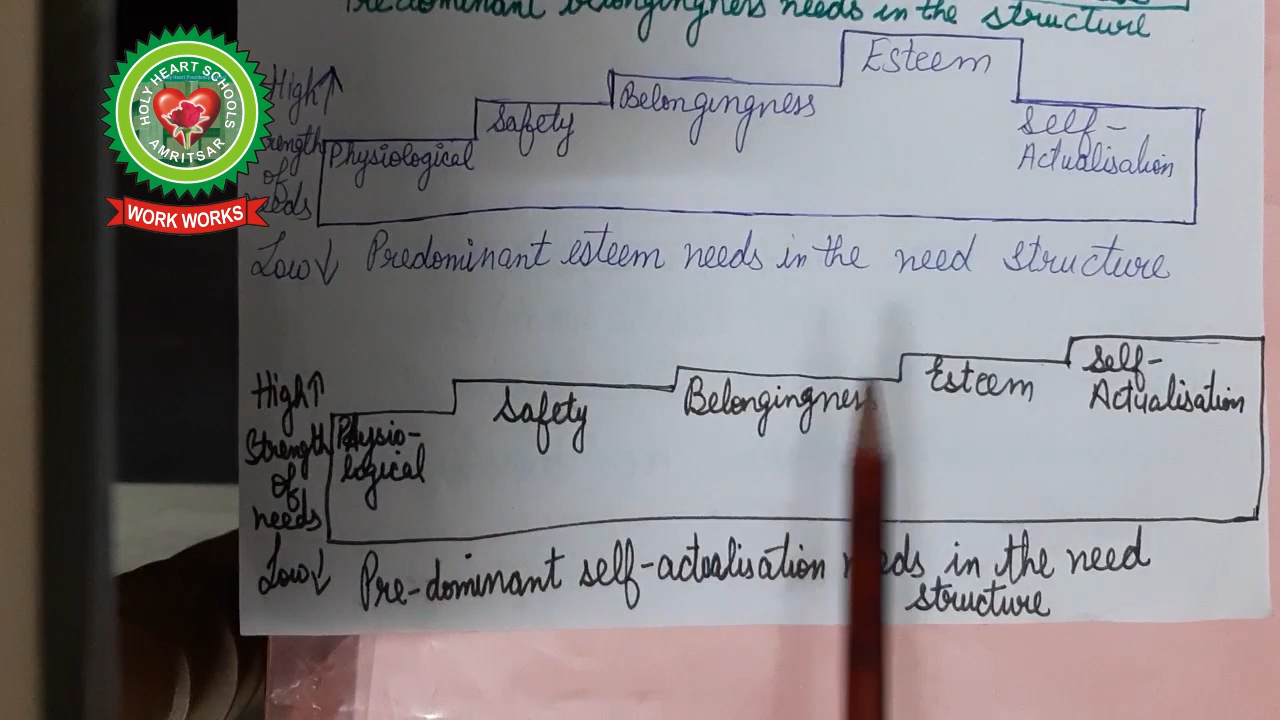 Predominant belongingness needs in the structure
HOLY HEART SCHOOLS
AMRITSAR
WORK WORKS
High↑
of
Physiological
Safety
Belongingness
Esteem
Self-
Actualisation
Low↓ Predominant esteem needs in the need structure
High↑
Strength
of
needs
Physio-
logical
Safety
Belongingness
Esteem
Self-
Actualisation
Low↓ Pre-dominant self-actualisation needs in the need
structure